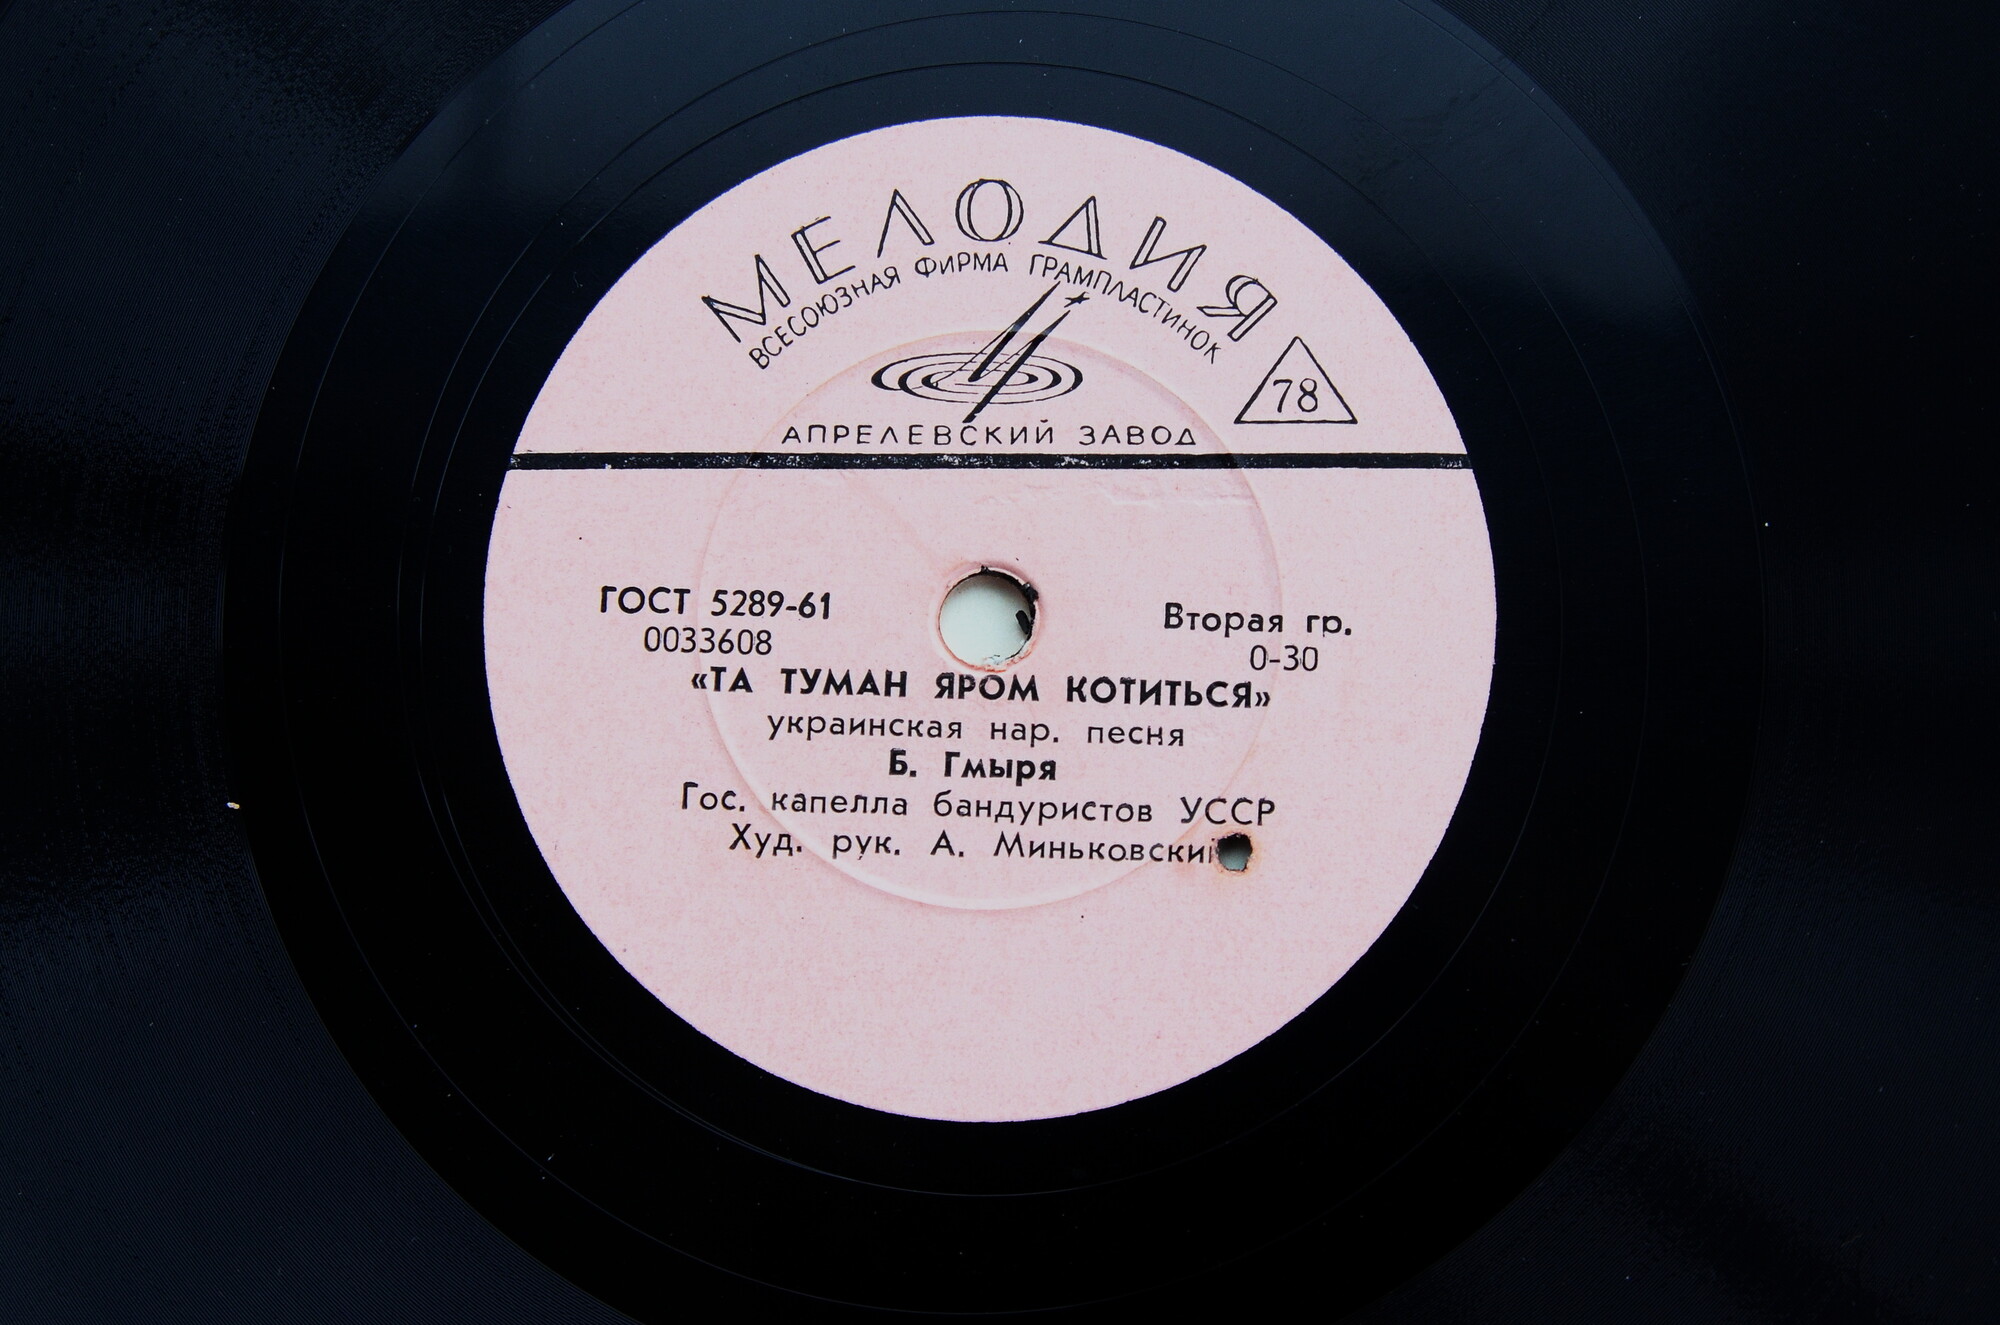 МЕЛОДИЯ
ВСЕСОЮЗНАЯ ФИРМА ГРАМПЛАСТИНОК
78
АПРЕЛЕВСКИЙ ЗАВОД
ГОСТ 5289-61
0033608
Вторая гр.
0-30
«ТА ТУМАН ЯРОМ КОТИТЬСЯ»
украинская нар. песня
Б. Гмыря
Гос. капелла бандуристов УССР
Худ. рук. А. Миньковский